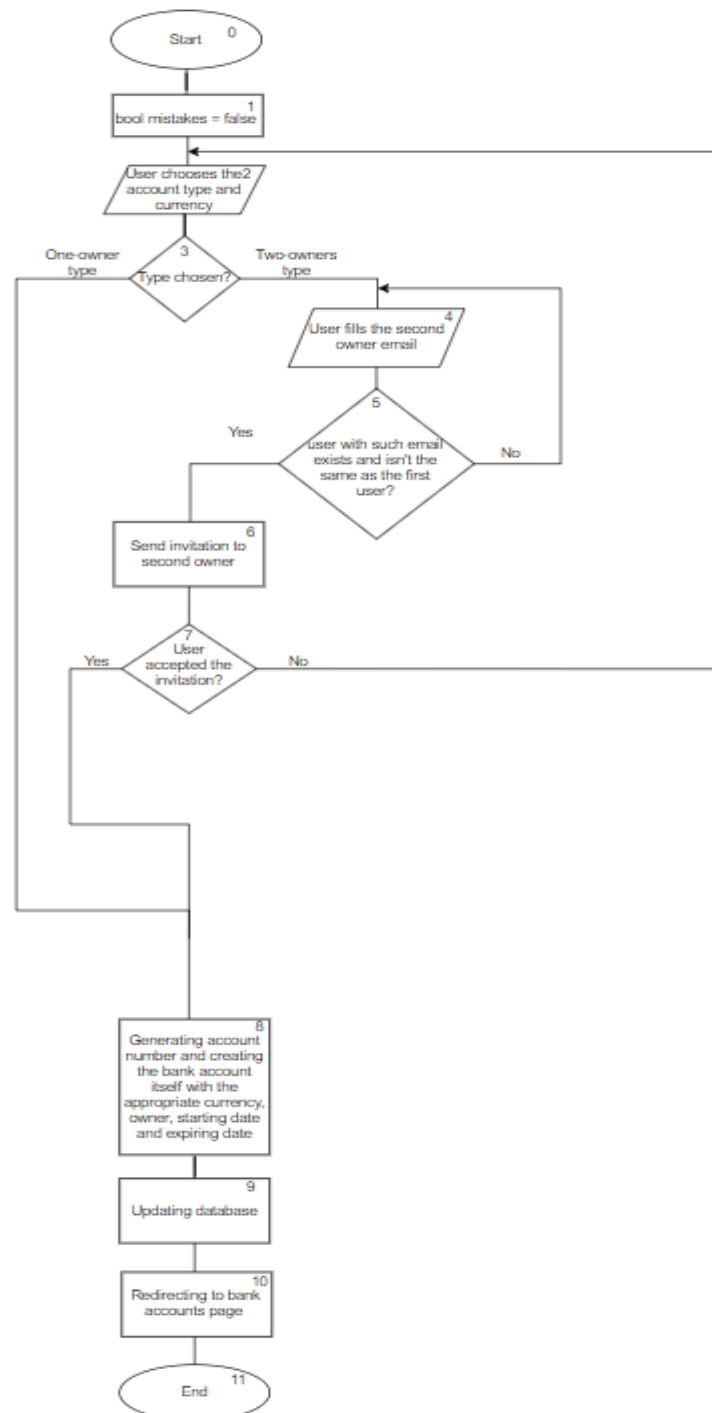 Start 0
1
bool mistakes = false
User chooses the2
account type and
currency
One-owner
type
3
Type chosen?
Two-owners
type
4
User fills the second
owner email
5
user with such email
exists and isn't the
same as the first
user?
Yes
No
6
Send invitation to
second owner
7
User
accepted the
invitation?
Yes
No
8
Generating account
number and creating
the bank account
itself with the
appropriate currency,
owner, starting date
and expiring date
9
Updating database
10
Redirecting to bank
accounts page
11
End